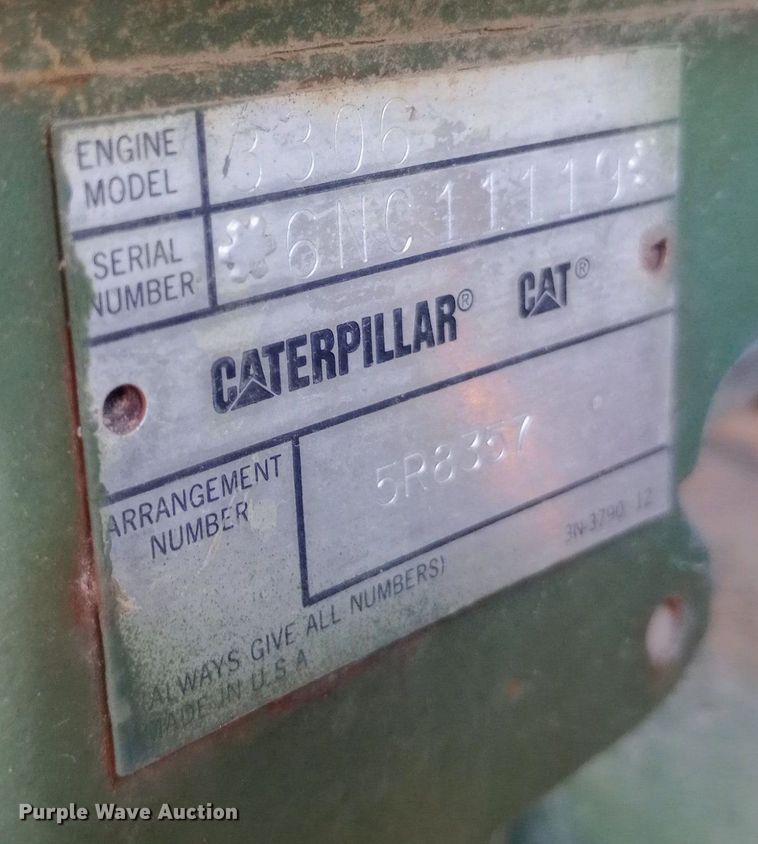 ENGINE MODEL 3306
SERIAL NUMBER *6NC11119*
CATERPILLAR® CAT®
ARRANGEMENT NUMBER 5R8357
3N-3790 12
ALWAYS GIVE ALL NUMBERS)
MADE IN U.S.A
Purple Wave Auction